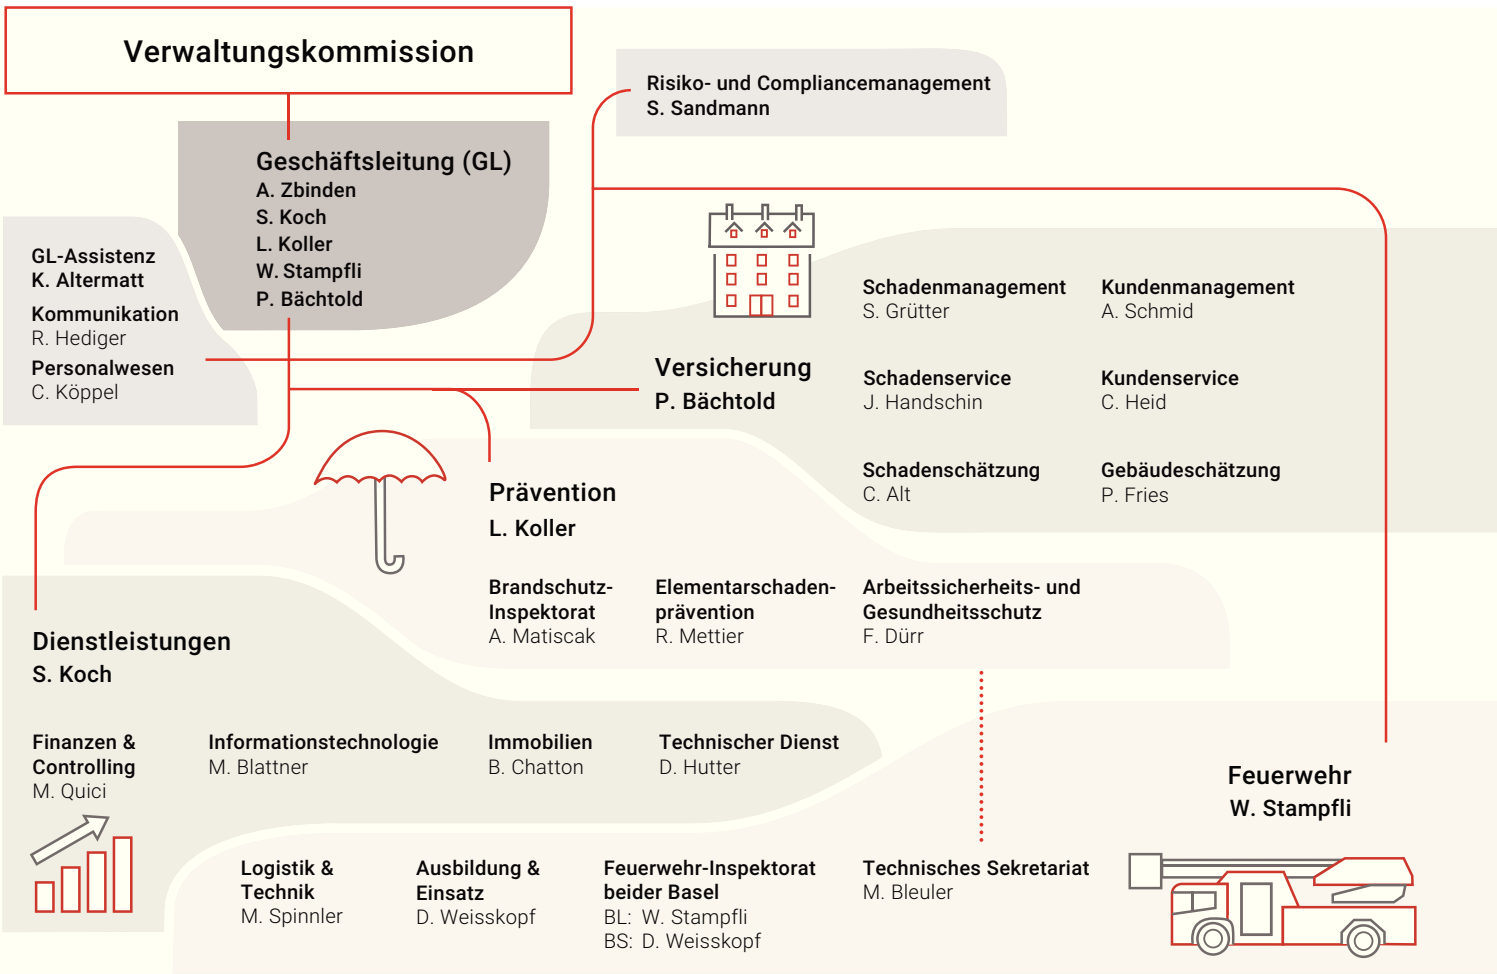 Verwaltungskommission
Risiko- und Compliancemanagement
S. Sandmann
Geschäftsleitung (GL)
A. Zbinden
S. Koch
L. Koller
W. Stampfli
P. Bächtold
GL-Assistenz
K. Altermatt
Kommunikation
R. Hediger
Personalwesen
C. Köppel
Versicherung
P. Bächtold
Schadenmanagement
S. Grütter
Kundenmanagement
A. Schmid
Schadenservice
J. Handschin
Kundenservice
C. Heid
Schadenschätzung
C. Alt
Gebäudeschätzung
P. Fries
Prävention
L. Koller
Brandschutz-
Inspektorat
A. Matiscak
Elementarschaden-
prävention
R. Mettier
Arbeitssicherheits- und
Gesundheitsschutz
F. Dürr
Dienstleistungen
S. Koch
Finanzen &
Controlling
M. Quici
Informationstechnologie
M. Blattner
Immobilien
B. Chatton
Technischer Dienst
D. Hutter
Feuerwehr
W. Stampfli
Logistik &
Technik
M. Spinnler
Ausbildung &
Einsatz
D. Weisskopf
Feuerwehr-Inspektorat
beider Basel
BL: W. Stampfli
BS: D. Weisskopf
Technisches Sekretariat
M. Bleuler